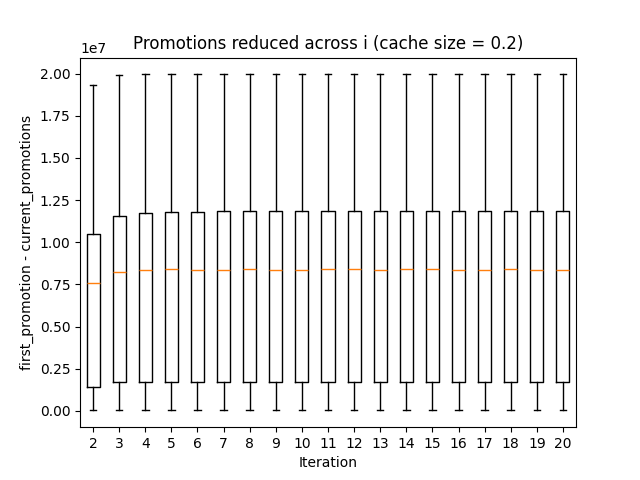 Promotions reduced across i (cache size = 0.2)
1e7
2.00
1.75
1.50
1.25
1.00
0.75
0.50
0.25
0.00
first_promotion - current_promotions
2 3 4 5 6 7 8 9 10 11 12 13 14 15 16 17 18 19 20
Iteration